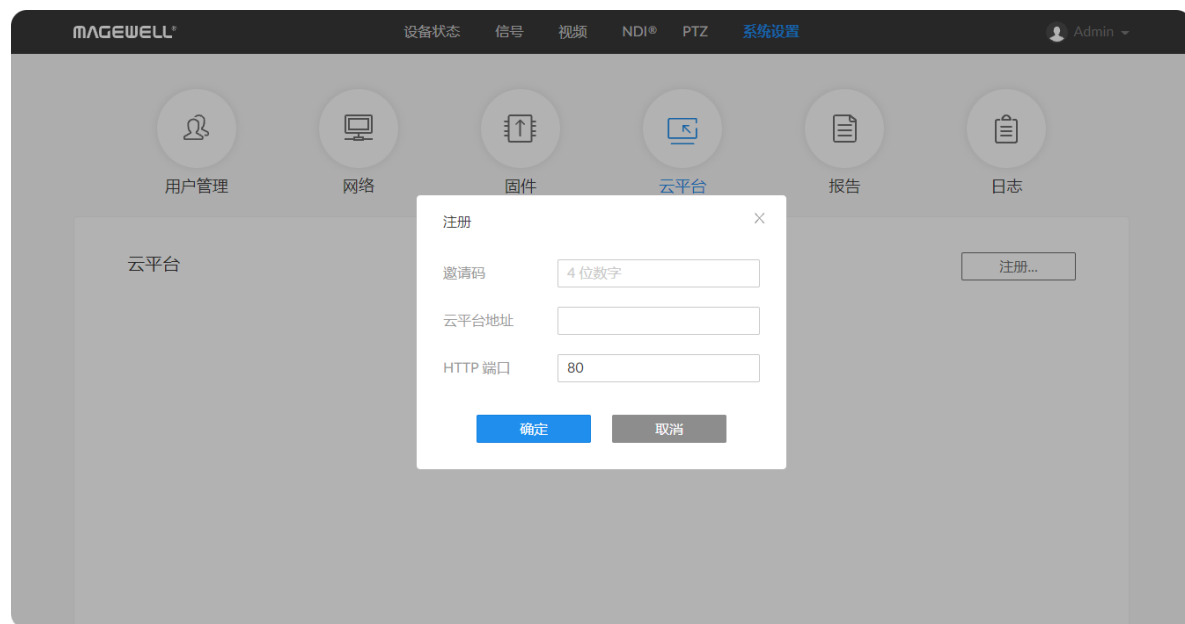 MAGEWELL®
设备状态 信号 视频 NDI® PTZ 系统设置 Admin
用户管理 网络 固件 云平台 报告 日志
云平台 注册...
注册
邀请码 4 位数字
云平台地址
HTTP 端口 80
确定 取消